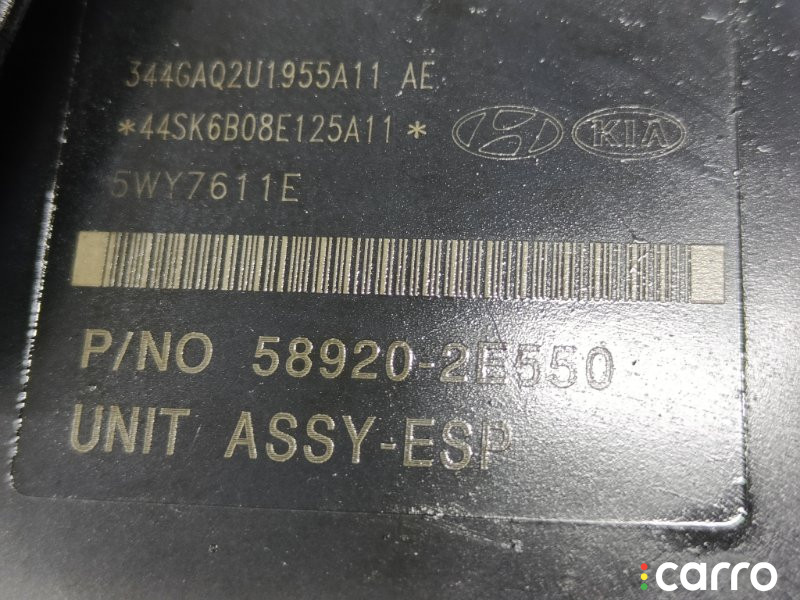 344GAQ2U1955A11 AE
*44SK6B08E125A11*
KIA
5WY7611E
P/NO 58920-2E550
UNIT ASSY-ESP
carro